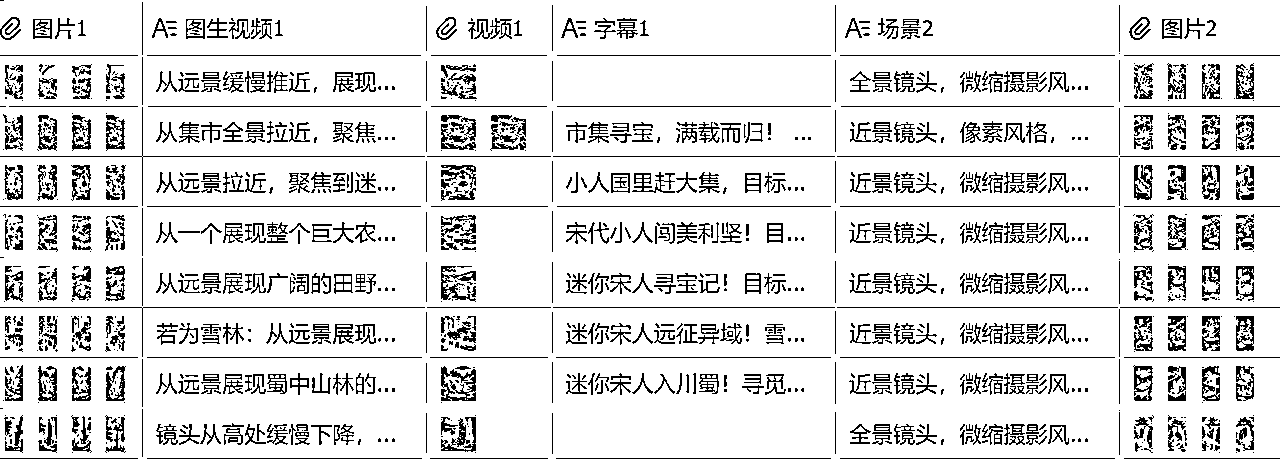 图片1 图生视频1 视频1 字幕1 场景2 图片2
从远景缓慢推近，展现... 全景镜头，微缩摄影风...
从集市全景拉近，聚焦... 市集寻宝，满载而归！ ... 近景镜头，像素风格，...
从远景拉近，聚焦到迷... 小人国里赶大集，目标... 近景镜头，微缩摄影风...
从一个展现整个巨大农... 宋代小人闯美利坚！目... 近景镜头，微缩摄影风...
从远景展现广阔的田野... 迷你宋人寻宝记！目标... 近景镜头，微缩摄影风...
若为雪林：从远景展现... 迷你宋人远征异域！雪... 近景镜头，微缩摄影风...
从远景展现蜀中山林的... 迷你宋人入川蜀！寻觅... 近景镜头，微缩摄影风...
镜头从高处缓慢下降，... 全景镜头，微缩摄影风...